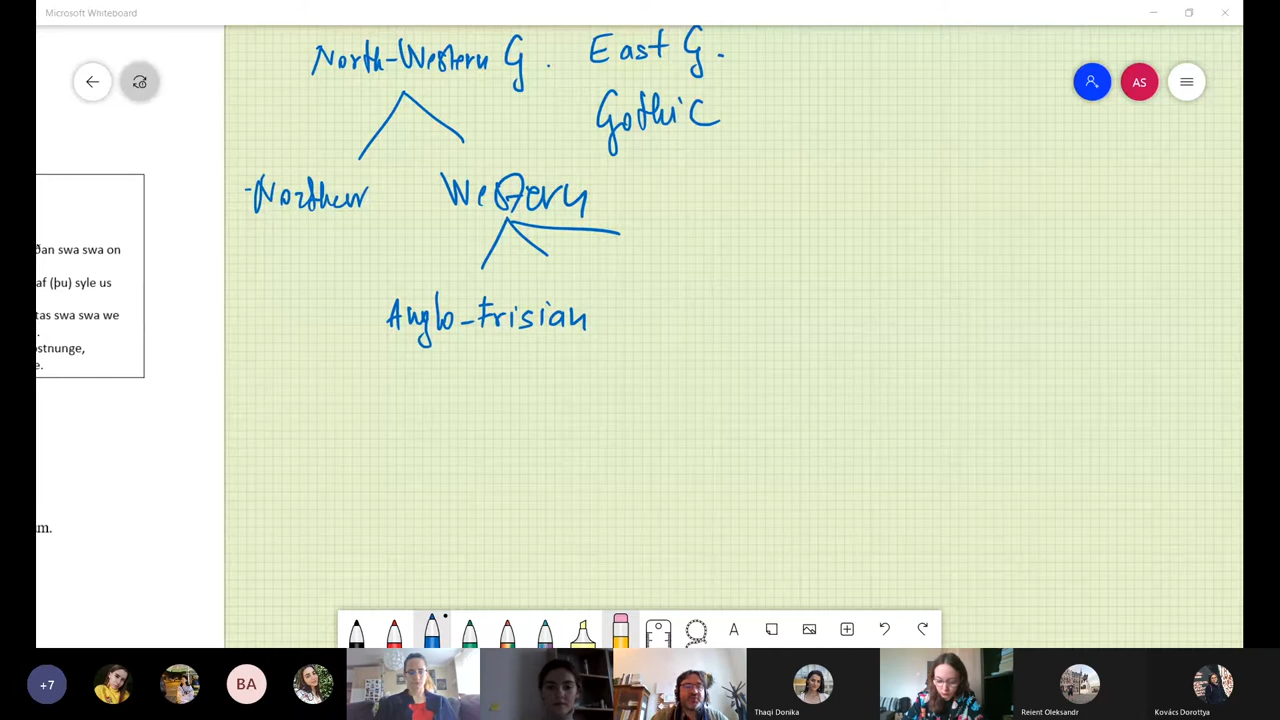 Microsoft Whiteboard
North-Western G.
East G.
Gothic
AS
Northern
Western
ðan swa swa on
af (þu) syle us
Anglo-Frisian
tas swa swa we
ostnunge,
e.
m.
A
+7
BA
Thaqi Donika
Reient Oleksandr
Kovács Dorottya